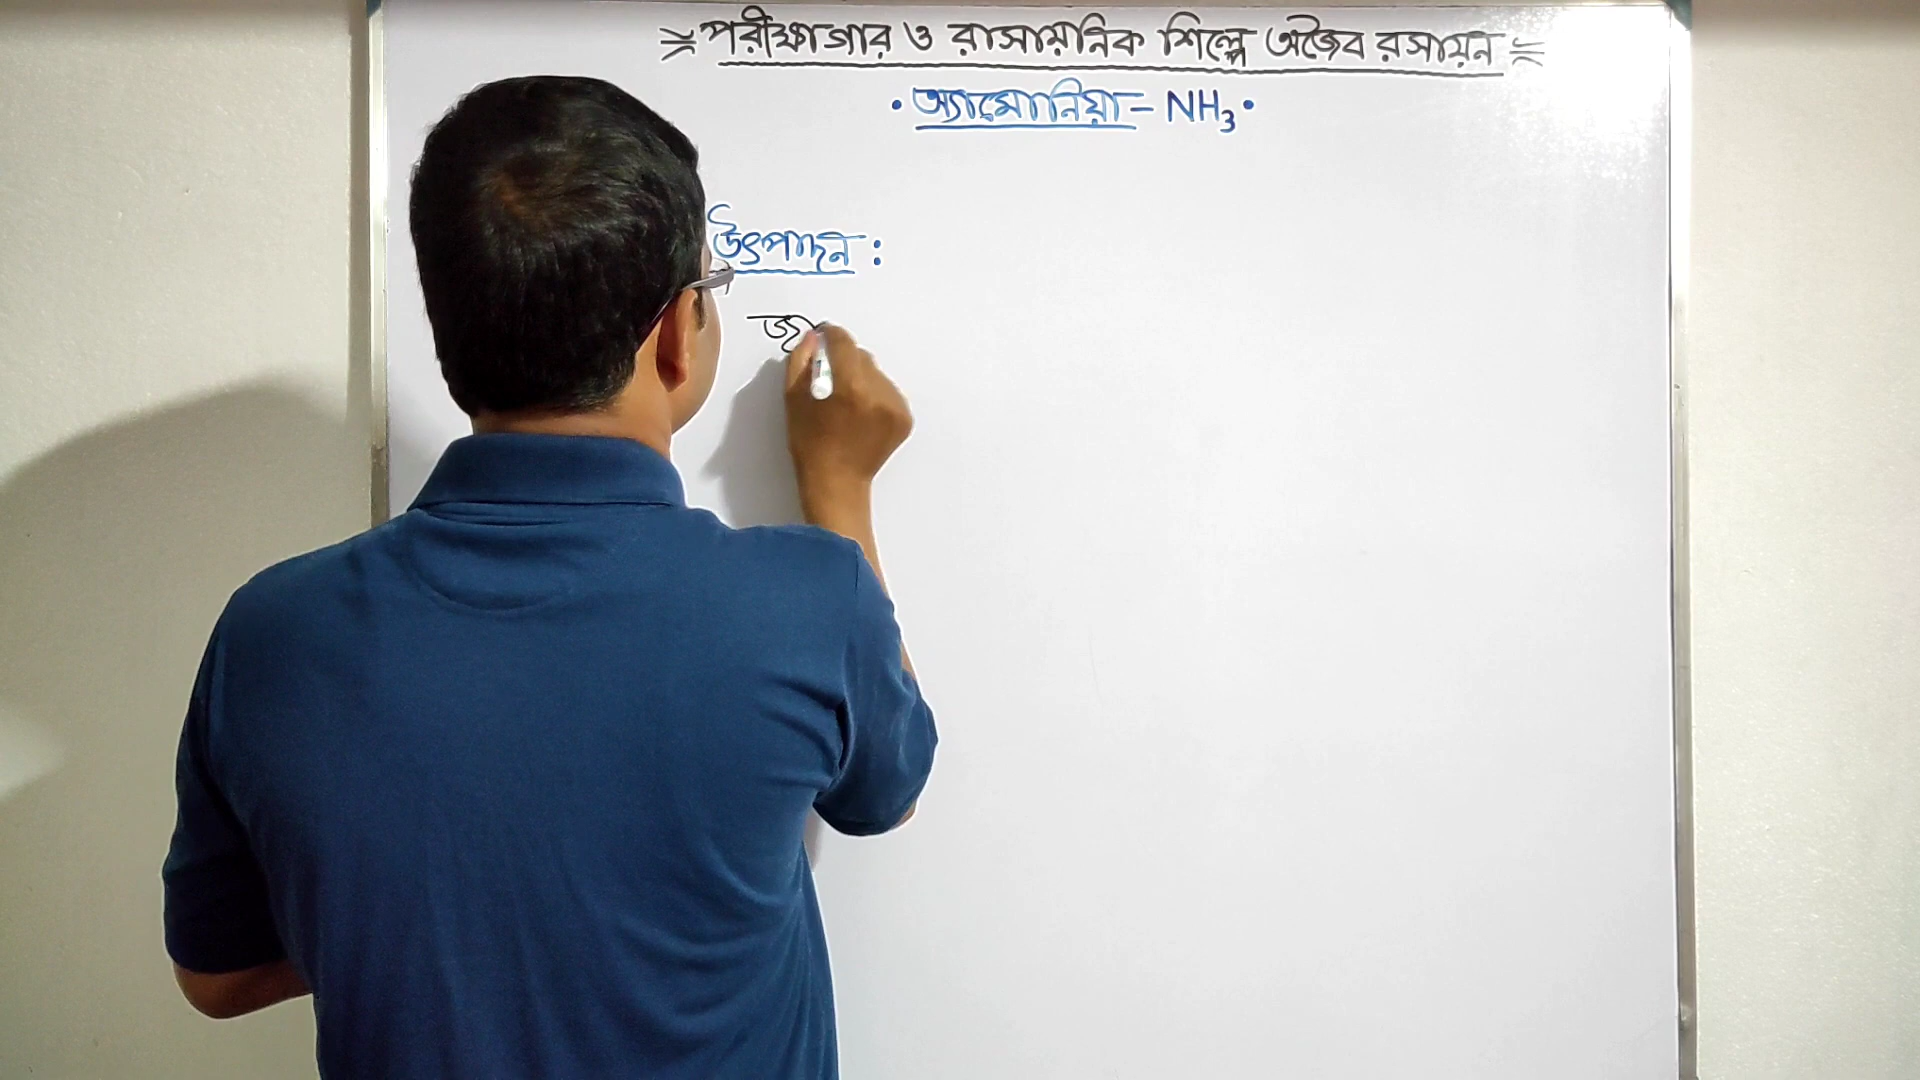 পরীক্ষাগার ও রাসায়নিক শিল্পে অজৈব রসায়ন
• অ্যামোনিয়া - NH₃ •
উৎপাদন :